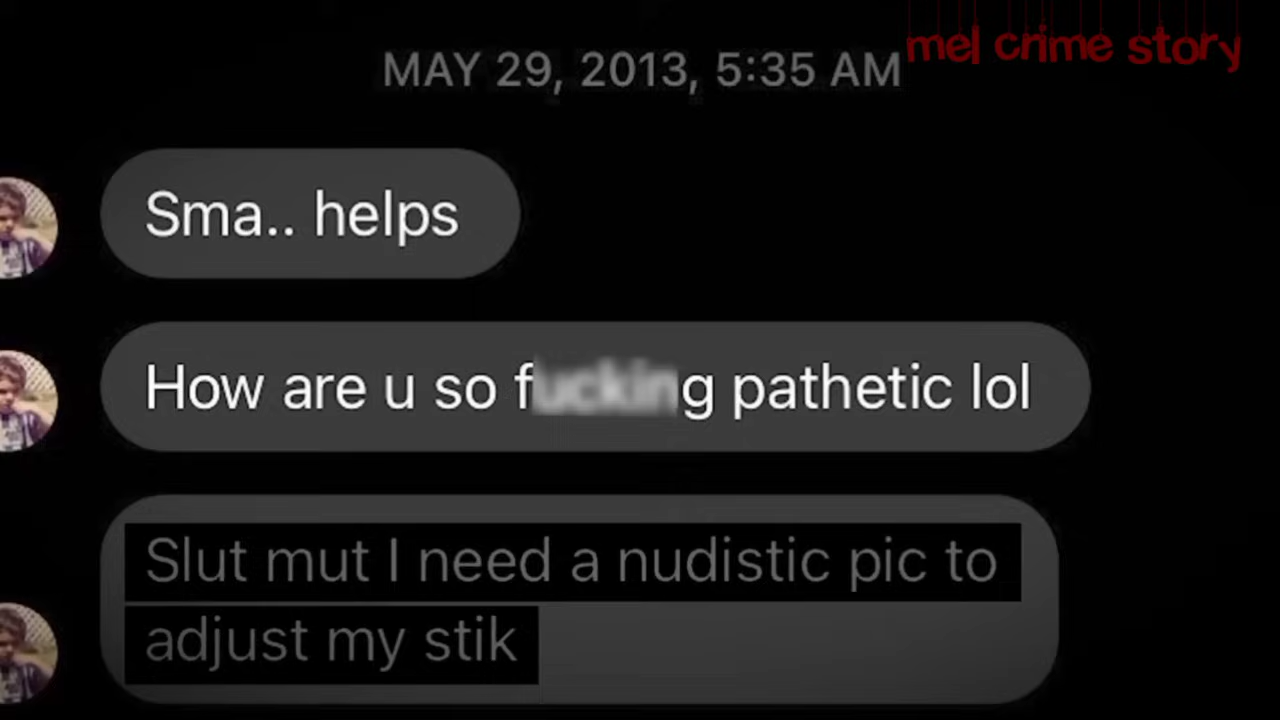 mel crime story
MAY 29, 2013, 5:35 AM
Sma.. helps
How are u so fucking pathetic lol
Slut mut I need a nudistic pic to
adjust my stik